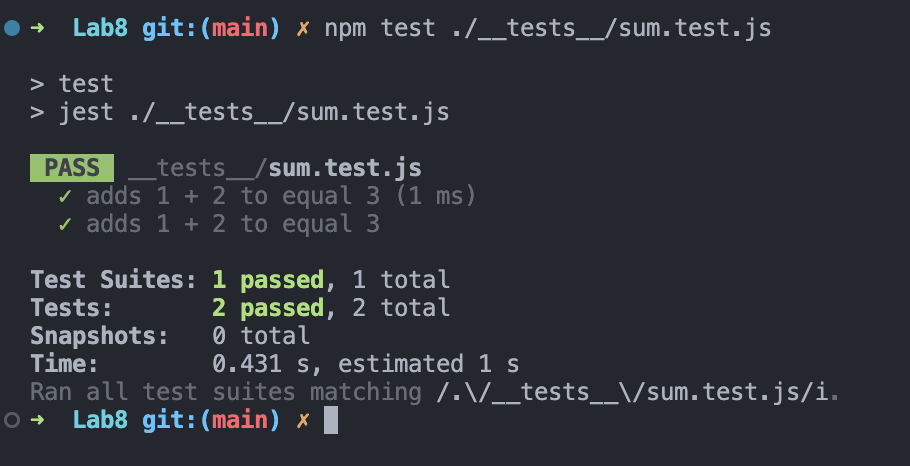 ➜ Lab8 git:(main) ✗ npm test ./__tests__/sum.test.js
> test
> jest ./__tests__/sum.test.js
PASS __tests__/sum.test.js
✓ adds 1 + 2 to equal 3 (1 ms)
✓ adds 1 + 2 to equal 3
Test Suites: 1 passed, 1 total
Tests: 2 passed, 2 total
Snapshots: 0 total
Time: 0.431 s, estimated 1 s
Ran all test suites matching /.\/__tests__\/sum.test.js/i.
➜ Lab8 git:(main) ✗